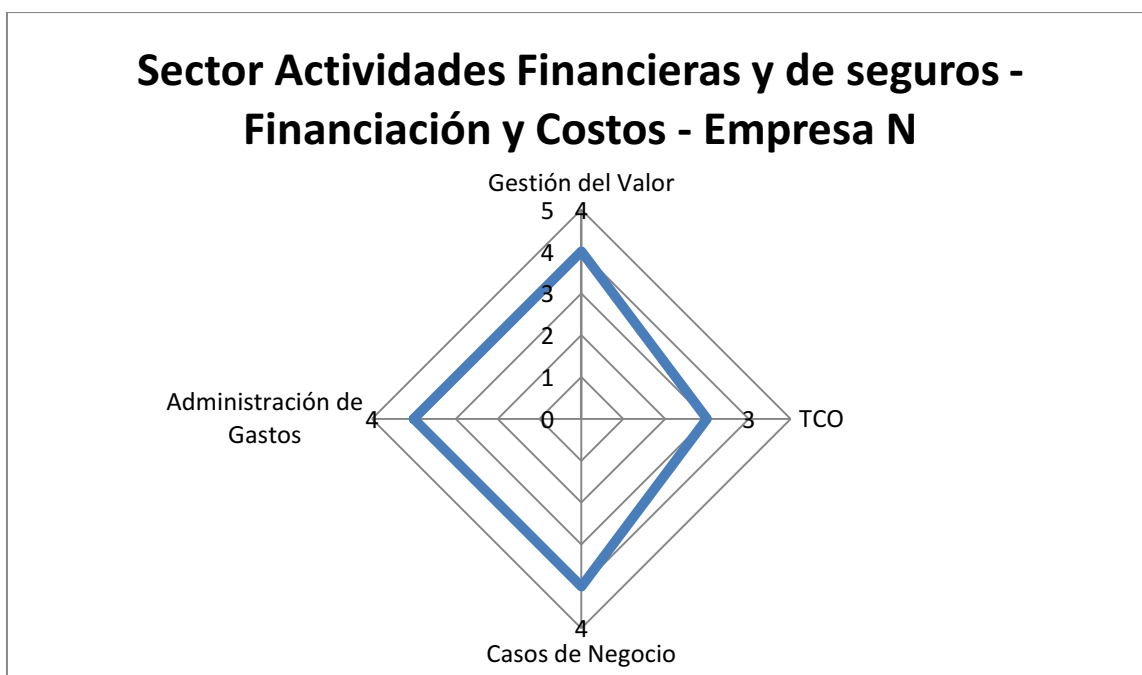 Sector Actividades Financieras y de seguros -
Financiación y Costos - Empresa N
Gestión del Valor
5 4
4
3
2
1
Administración de
Gastos
4 0 3 TCO
4
Casos de Negocio